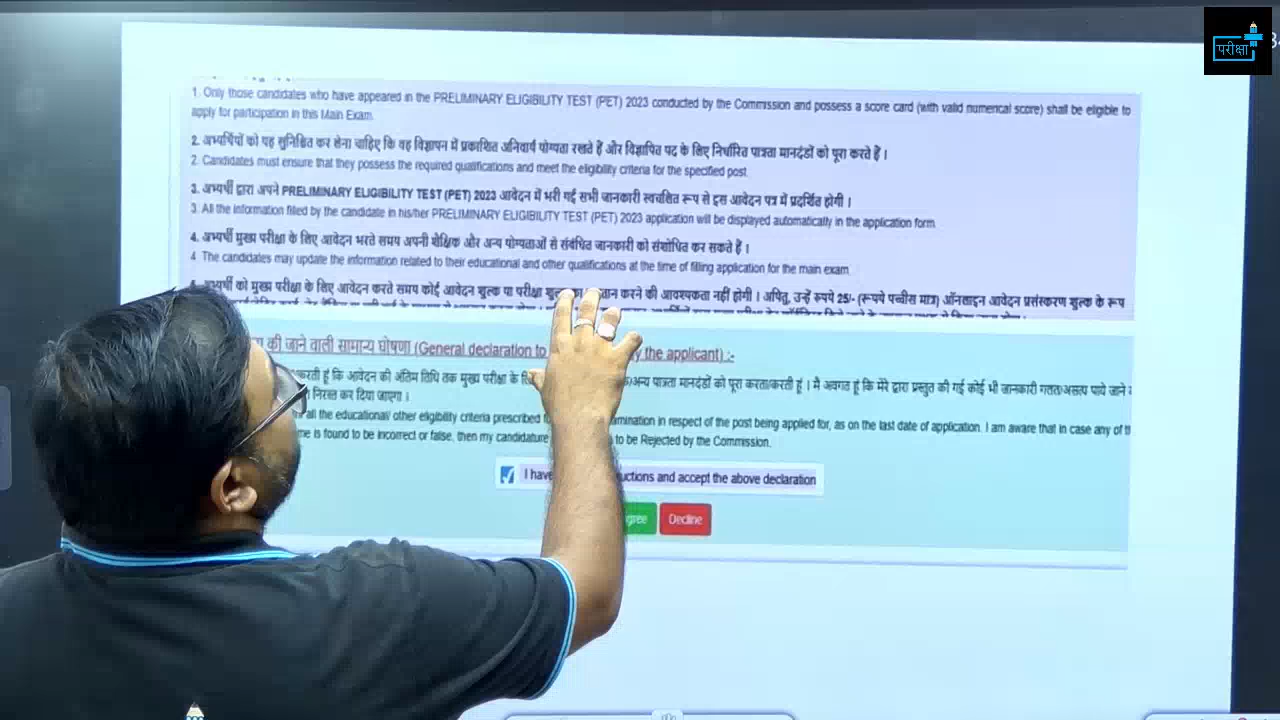 परीक्षा
1. Only those candidates who have appeared in the PRELIMINARY ELIGIBILITY TEST (PET) 2023 conducted by the Commission and possess a score card (with valid numerical score) shall be eligible to
apply for participation in this Main Exam.
2. अभ्यर्थियों को यह सुनिश्चित कर लेना चाहिए कि वह विज्ञापन में प्रकाशित अनिवार्य योग्यता रखते हैं और विज्ञापित पद के लिए निर्धारित पात्रता मानदंडों को पूरा करते हैं ।
2. Candidates must ensure that they possess the required qualifications and meet the eligibility criteria for the specified post.
3. अभ्यर्थी द्वारा अपने PRELIMINARY ELIGIBILITY TEST (PET) 2023 आवेदन में भरी गई सभी जानकारी स्वचलित रूप से इस आवेदन पत्र में प्रदर्शित होगी ।
3. All the information filled by the candidate in his/her PRELIMINARY ELIGIBILITY TEST (PET) 2023 application will be displayed automatically in the application form.
4. अभ्यर्थी मुख्य परीक्षा के लिए आवेदन भरते समय अपनी शैक्षिक और अन्य योग्यताओं से संबंधित जानकारी को संशोधित कर सकते हैं ।
4 The candidates may update the information related to their educational and other qualifications at the time of filling application for the main exam.
अभ्यर्थी को मुख्य परीक्षा के लिए आवेदन करते समय कोई आवेदन शुल्क या परीक्षा शुल्क करने की आवश्यकता नहीं होगी । अपितु, उन्हें रुपये 25/- (रूपये पच्चीस मात्र) ऑनलाइन आवेदन प्रसंस्करण शुल्क के रूप
की जाने वाली सामान्य घोषणा (General declaration to the applicant) :-
करती हूं कि आवेदन की अंतिम तिथि तक मुख्य परीक्षा के /अन्य पात्रता मानदंडों को पूरा करता/करती हूं । मै अवगत हूं कि मेरे द्वारा प्रस्तुत की गई कोई भी जानकारी गलत/असत्य पाये जाने
निरस्त कर दिया जाएगा ।
all the educational/ other eligibility criteria prescribed in respect of the post being applied for, as on the last date of application. I am aware that in case any of
is found to be incorrect or false, then my candidature to be Rejected by the Commission.
I have and accept the above declaration
Decline